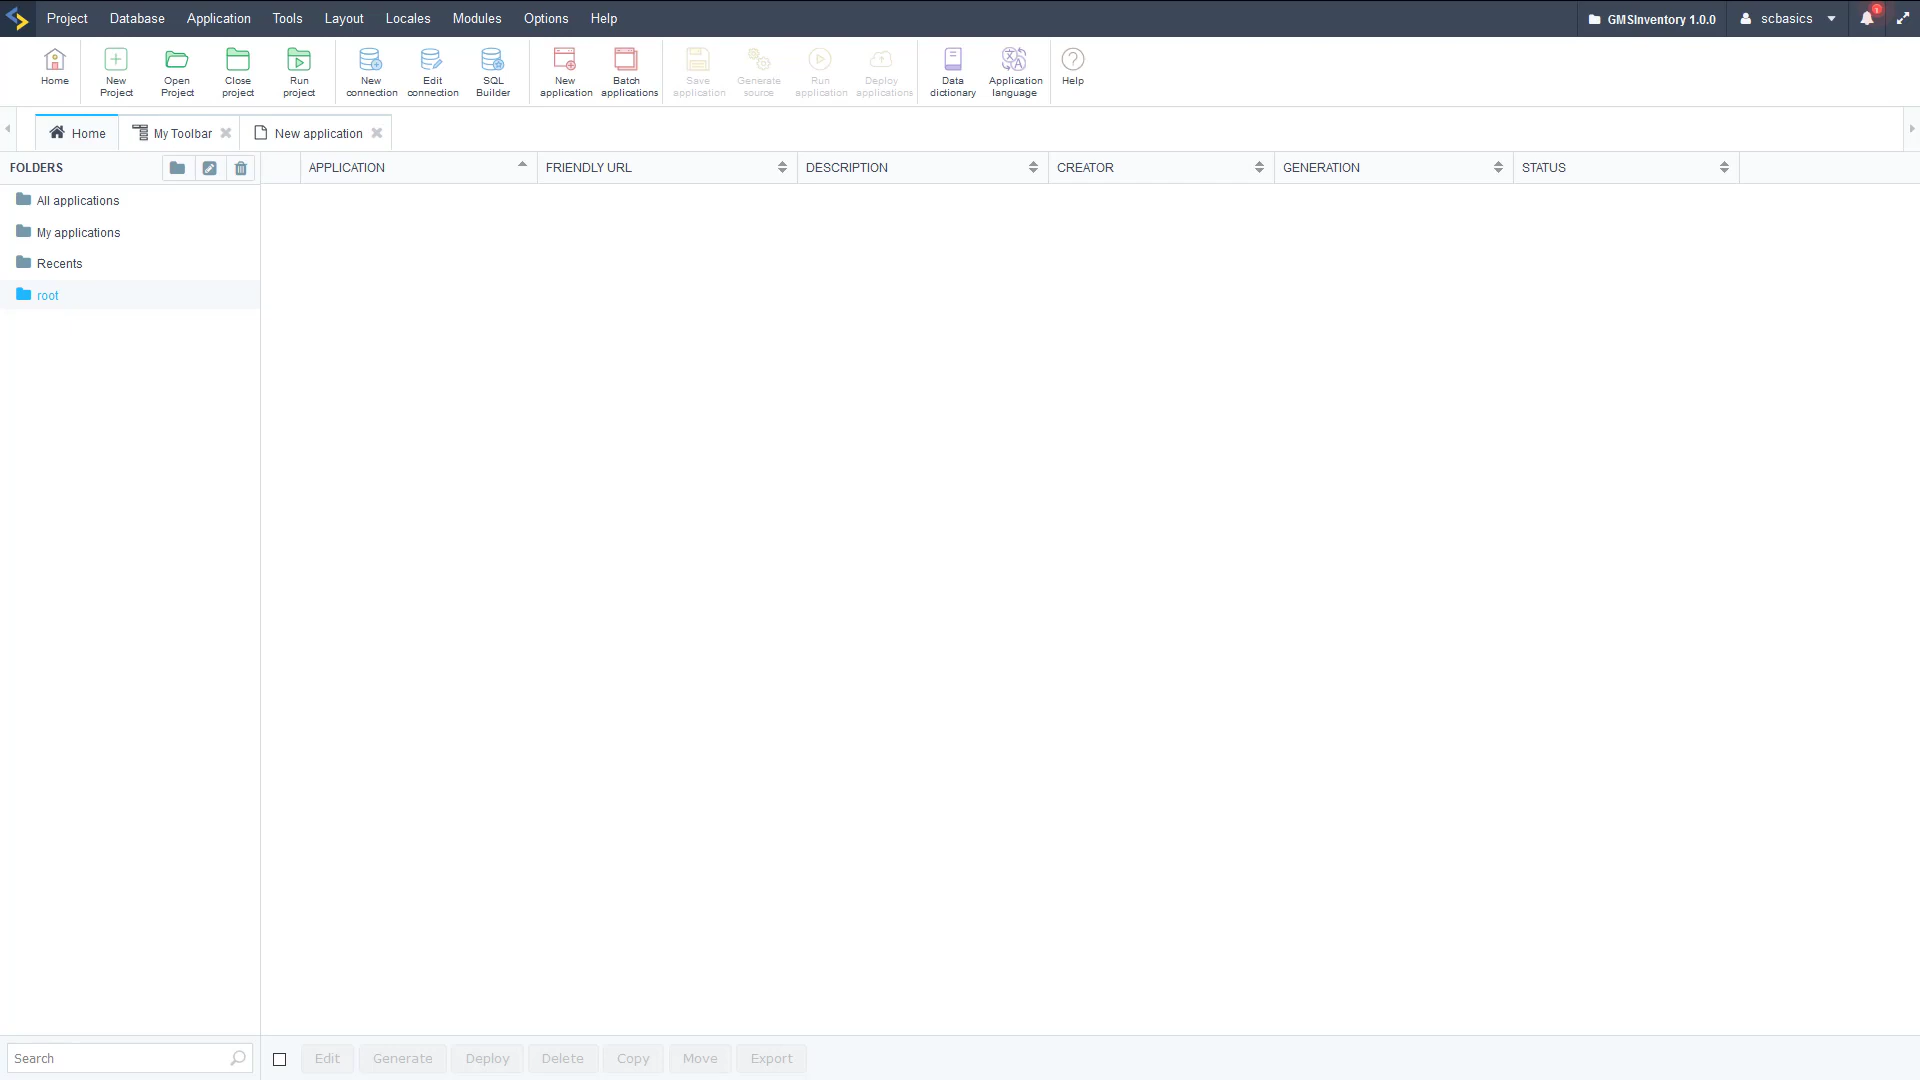 Project Database Application Tools Layout Locales Modules Options Help GMSInventory 1.0.0 scbasics 1
Home New Project Open Project Close project Run project New connection Edit connection SQL Builder New application Batch applications Save application Generate source Run application Deploy applications Data dictionary Application language Help
Home My Toolbar New application
FOLDERS APPLICATION FRIENDLY URL DESCRIPTION CREATOR GENERATION STATUS
All applications
My applications
Recents
root
Search Edit Generate Deploy Delete Copy Move Export